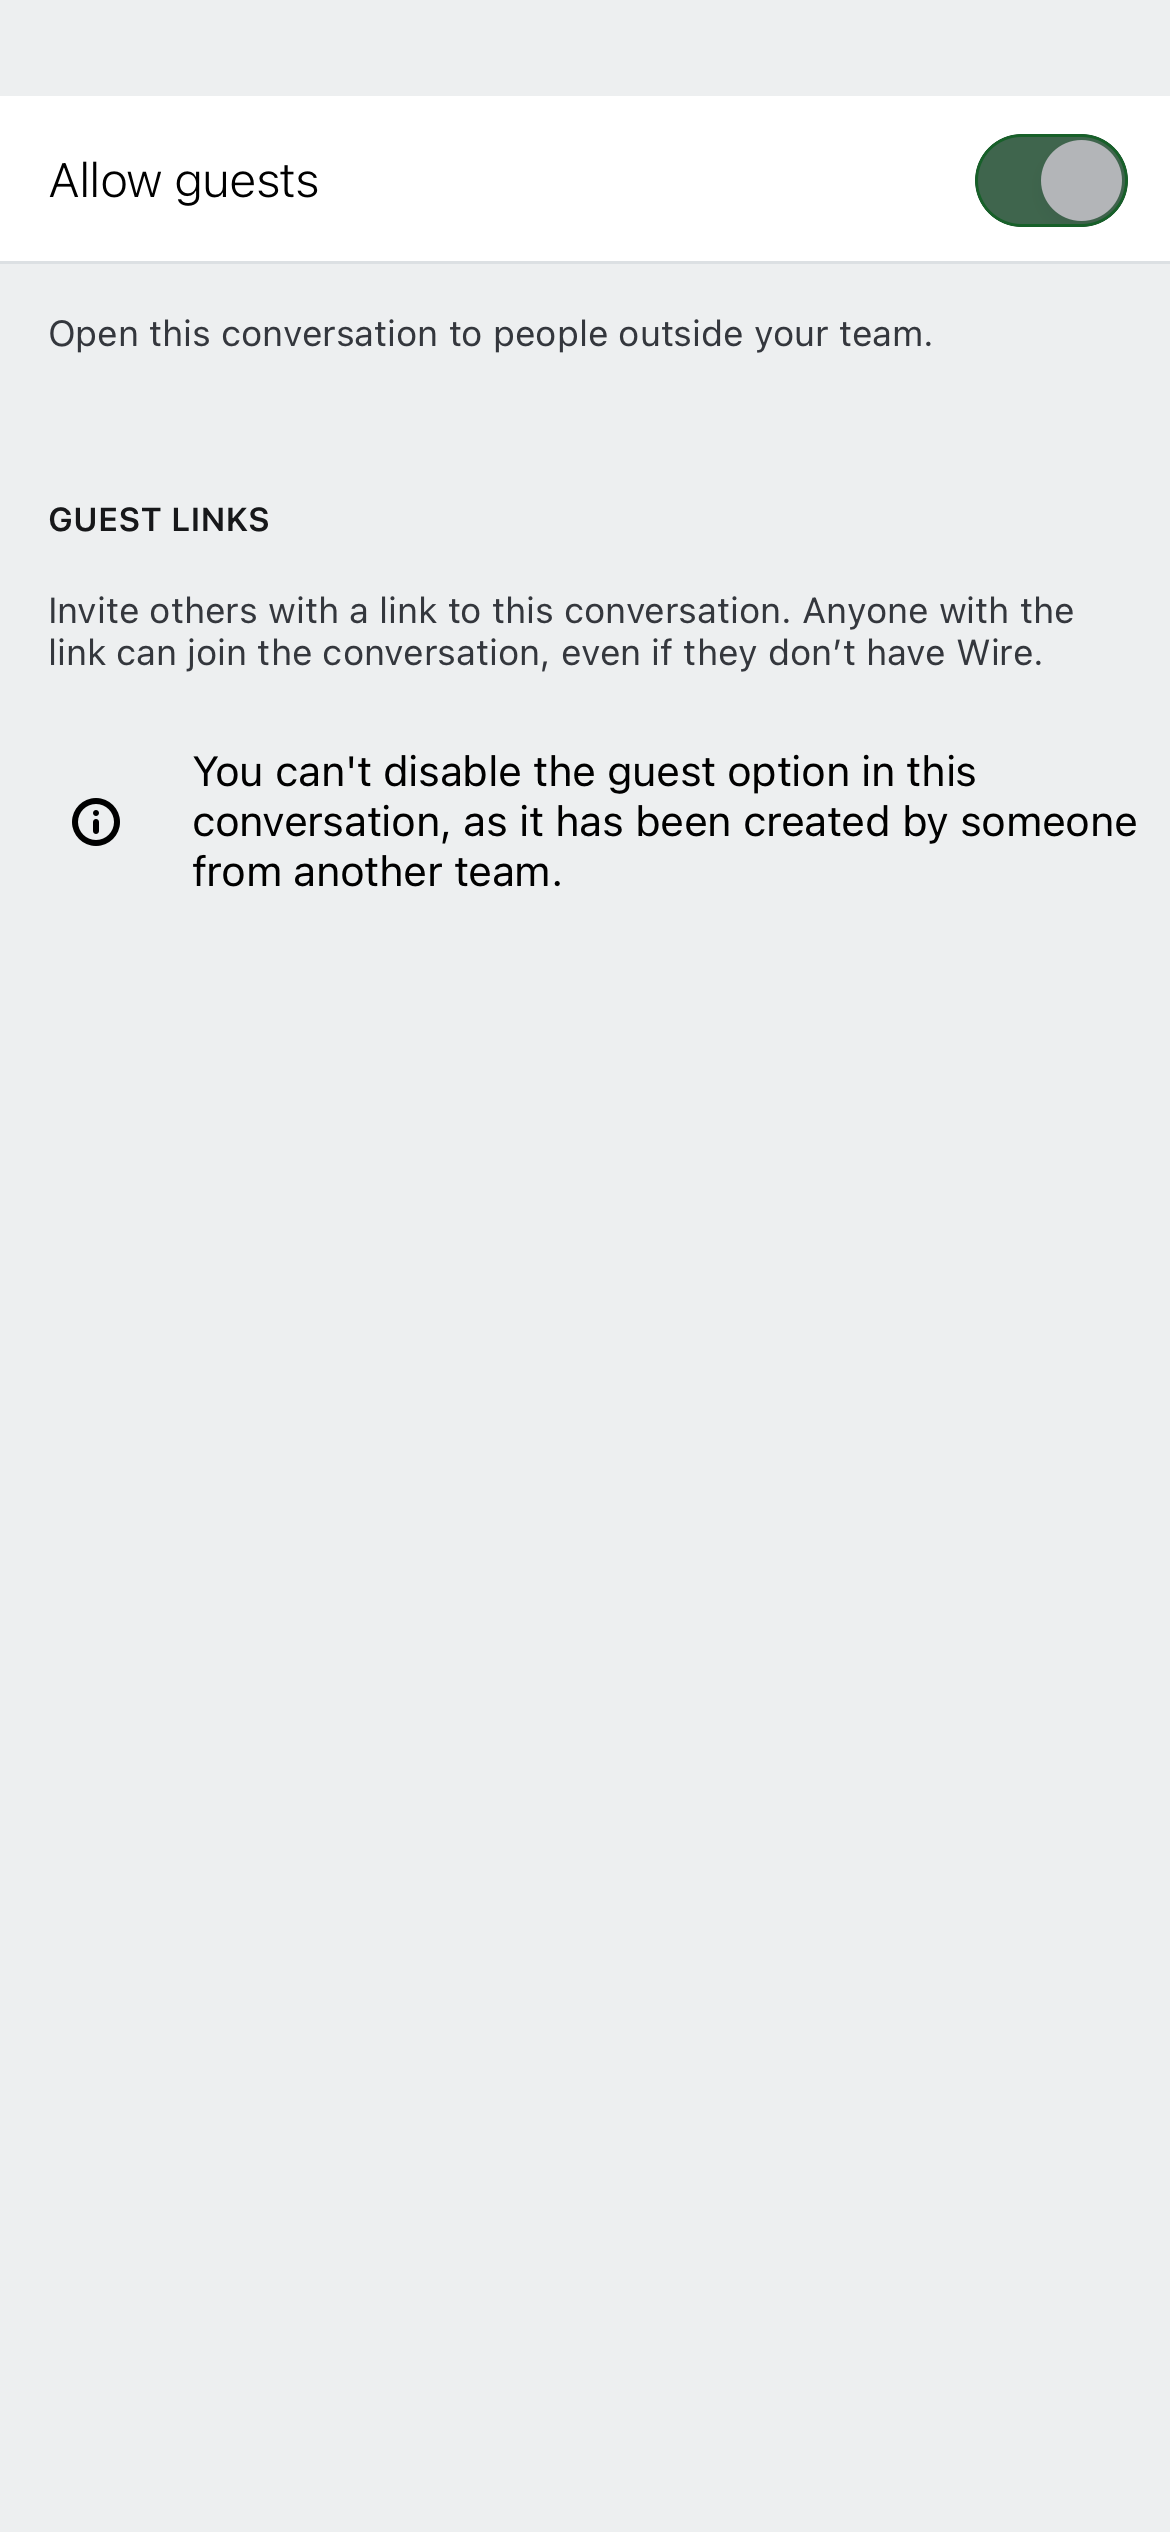 Allow guests
Open this conversation to people outside your team.
GUEST LINKS
Invite others with a link to this conversation. Anyone with the
link can join the conversation, even if they don’t have Wire.
You can't disable the guest option in this
conversation, as it has been created by someone
from another team.